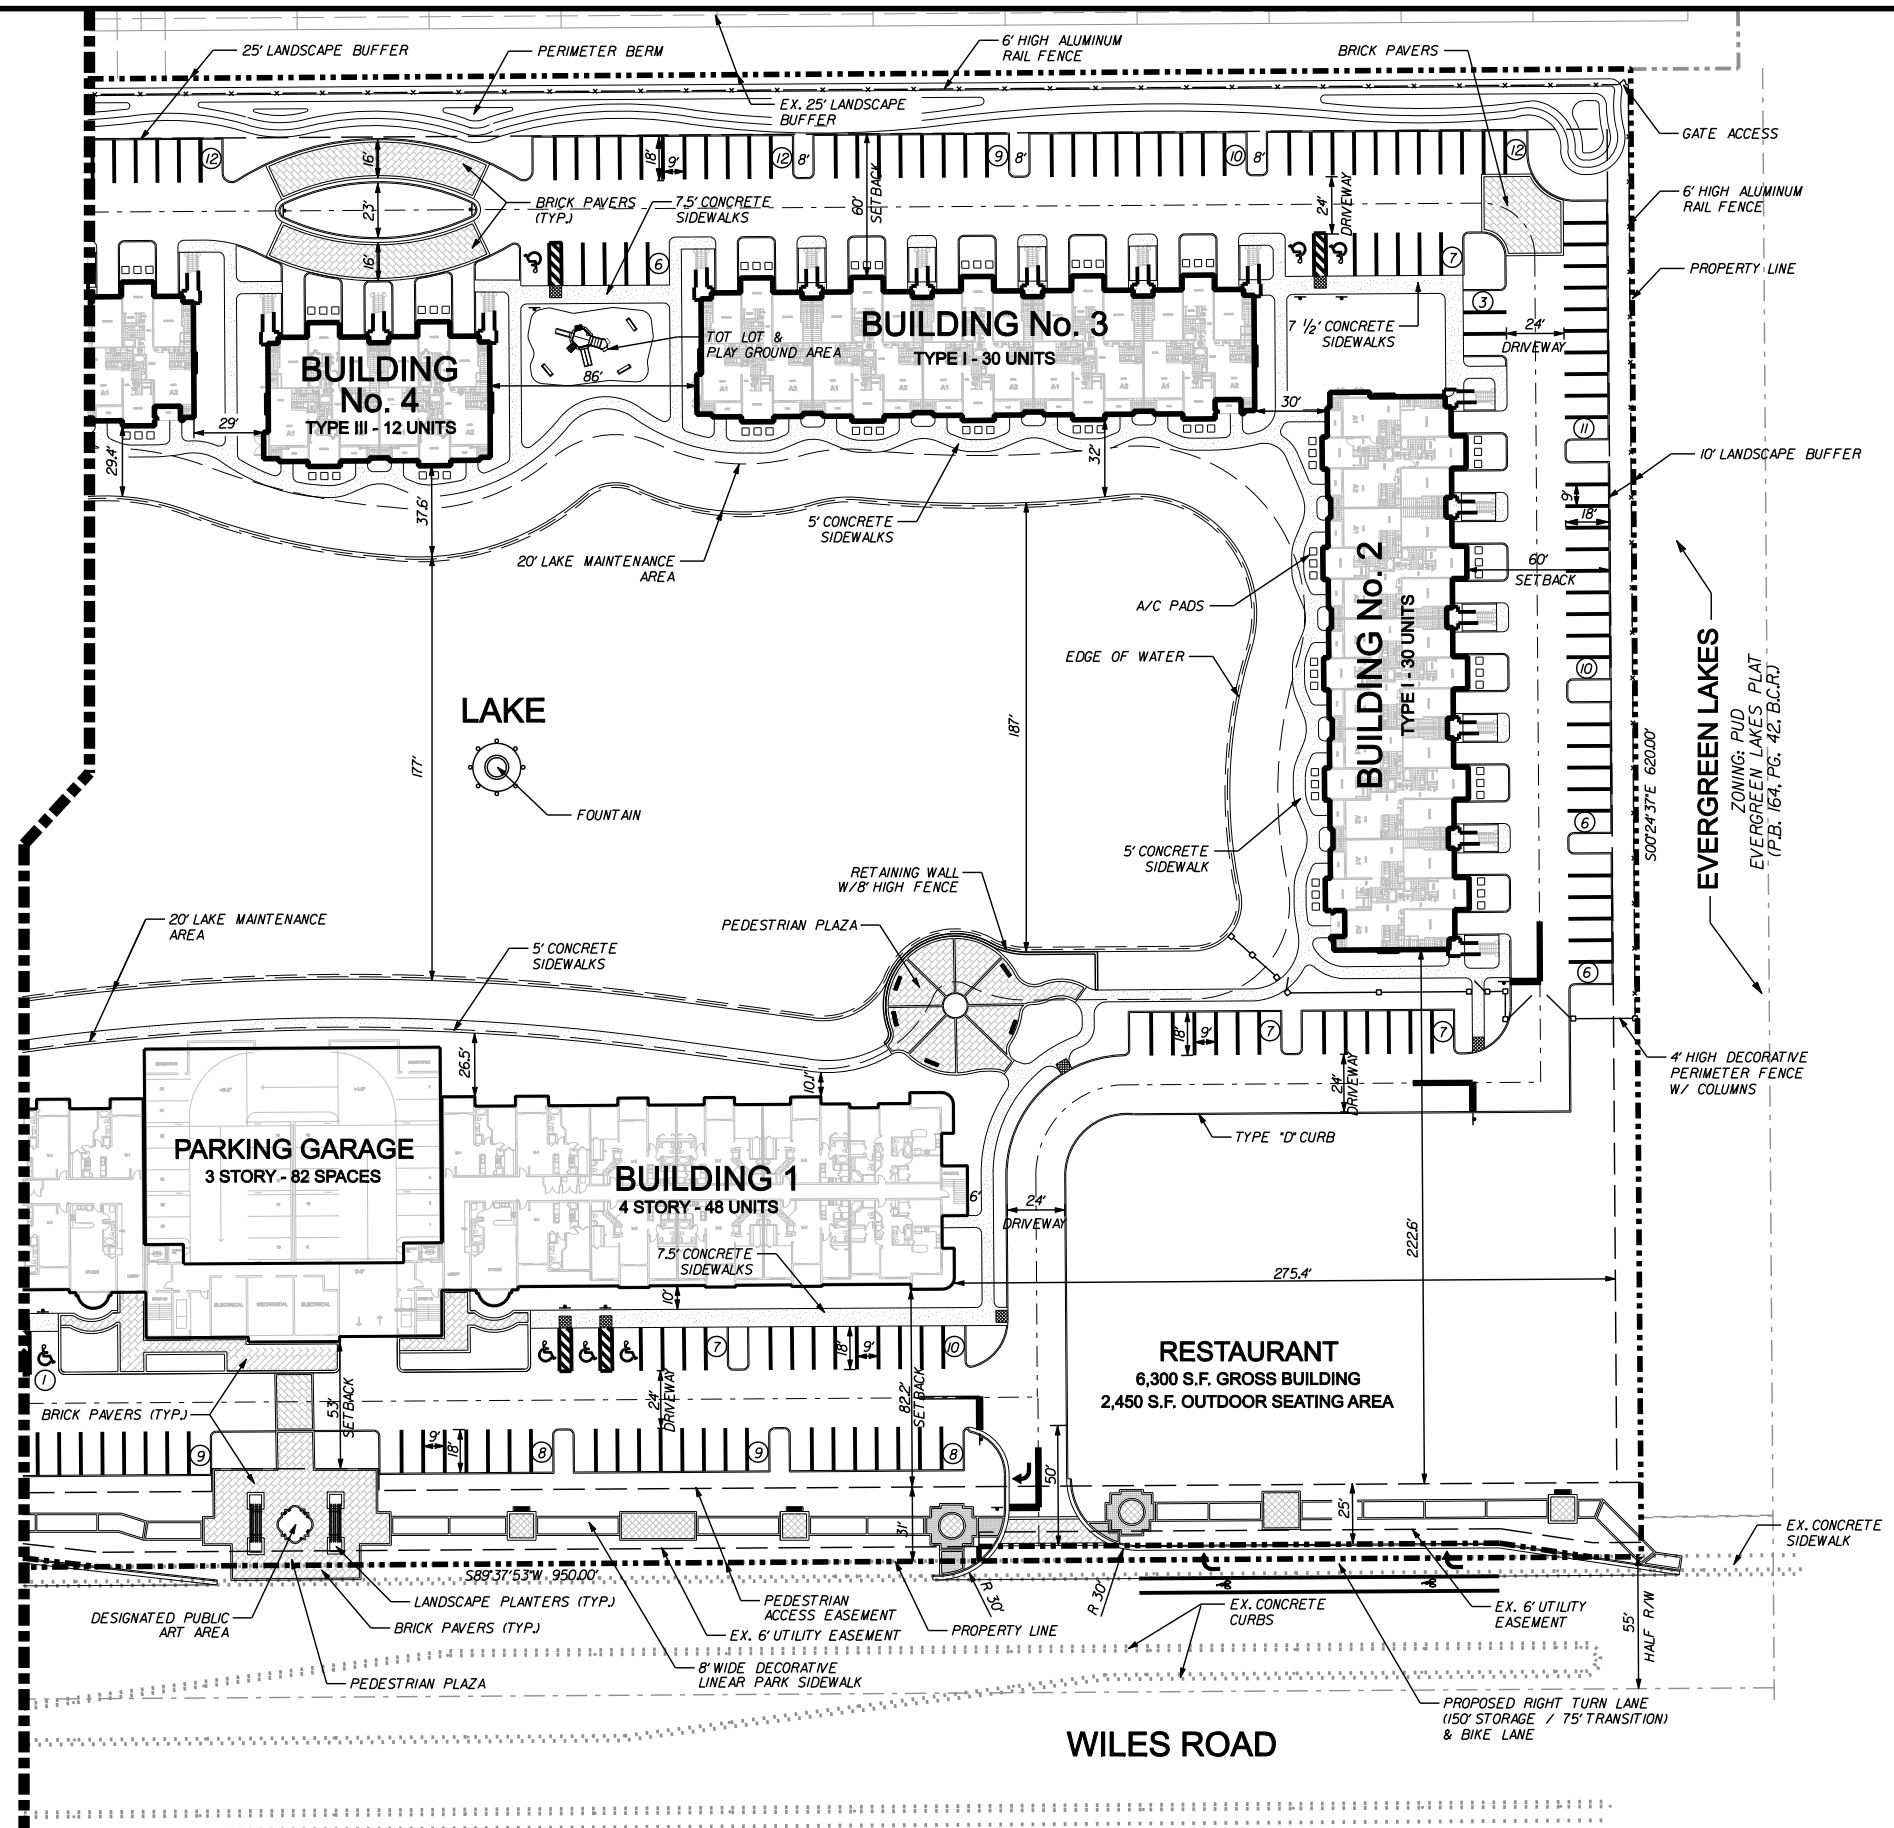 25' LANDSCAPE BUFFER
PERIMETER BERM
6' HIGH ALUMINUM
RAIL FENCE
BRICK PAVERS
EX. 25' LANDSCAPE
BUFFER
GATE ACCESS
12
16'
18'
9'
12
8'
9
8'
10
8'
12
60'
SETBACK
23'
BRICK PAVERS
(TYP.)
7.5' CONCRETE
SIDEWALKS
24'
DRIVEWAY
6' HIGH ALUMINUM
RAIL FENCE
16'
6
7
PROPERTY LINE
3
BUILDING No. 3
TYPE I - 30 UNITS
7 1/2' CONCRETE
SIDEWALKS
24'
DRIVEWAY
TOT LOT &
PLAY GROUND AREA
86'
BUILDING
No. 4
TYPE III - 12 UNITS
29'
30'
29.4'
37.6'
32'
11
10' LANDSCAPE BUFFER
9'
18'
5' CONCRETE
SIDEWALKS
20' LAKE MAINTENANCE
AREA
60'
SETBACK
A/C PADS
BUILDING No. 2
TYPE I - 30 UNITS
EDGE OF WATER
10
LAKE
187'
177'
FOUNTAIN
EVERGREEN LAKES
ZONING: PUD
EVERGREEN LAKES PLAT
(P.B. 164, PG. 42, B.C.R.)
S00°24'37"E 620.00'
6
5' CONCRETE
SIDEWALK
RETAINING WALL
W/8' HIGH FENCE
PEDESTRIAN PLAZA
20' LAKE MAINTENANCE
AREA
5' CONCRETE
SIDEWALKS
6
18'
9'
7
7
26.5'
10.1'
24'
DRIVEWAY
4' HIGH DECORATIVE
PERIMETER FENCE
W/ COLUMNS
TYPE "D" CURB
PARKING GARAGE
3 STORY - 82 SPACES
BUILDING 1
4 STORY - 48 UNITS
6'
24'
DRIVEWAY
222.6'
7.5' CONCRETE
SIDEWALKS
275.4'
ELECTRICAL
MECHANICAL
ELECTRICAL
10'
7
18'
9'
10
1
RESTAURANT
6,300 S.F. GROSS BUILDING
2,450 S.F. OUTDOOR SEATING AREA
BRICK PAVERS (TYP.)
53'
SETBACK
24'
DRIVEWAY
82.2'
SETBACK
9
9'
18'
8
9
8
50'
31'
25'
EX. CONCRETE
SIDEWALK
S89°37'53"W 950.00'
R 30'
R 30'
DESIGNATED PUBLIC
ART AREA
LANDSCAPE PLANTERS (TYP.)
BRICK PAVERS (TYP.)
PEDESTRIAN
ACCESS EASEMENT
EX. 6' UTILITY EASEMENT
PROPERTY LINE
EX. CONCRETE
CURBS
EX. 6' UTILITY
EASEMENT
55'
HALF R/W
PEDESTRIAN PLAZA
8' WIDE DECORATIVE
LINEAR PARK SIDEWALK
PROPOSED RIGHT TURN LANE
(150' STORAGE / 75' TRANSITION)
& BIKE LANE
WILES ROAD